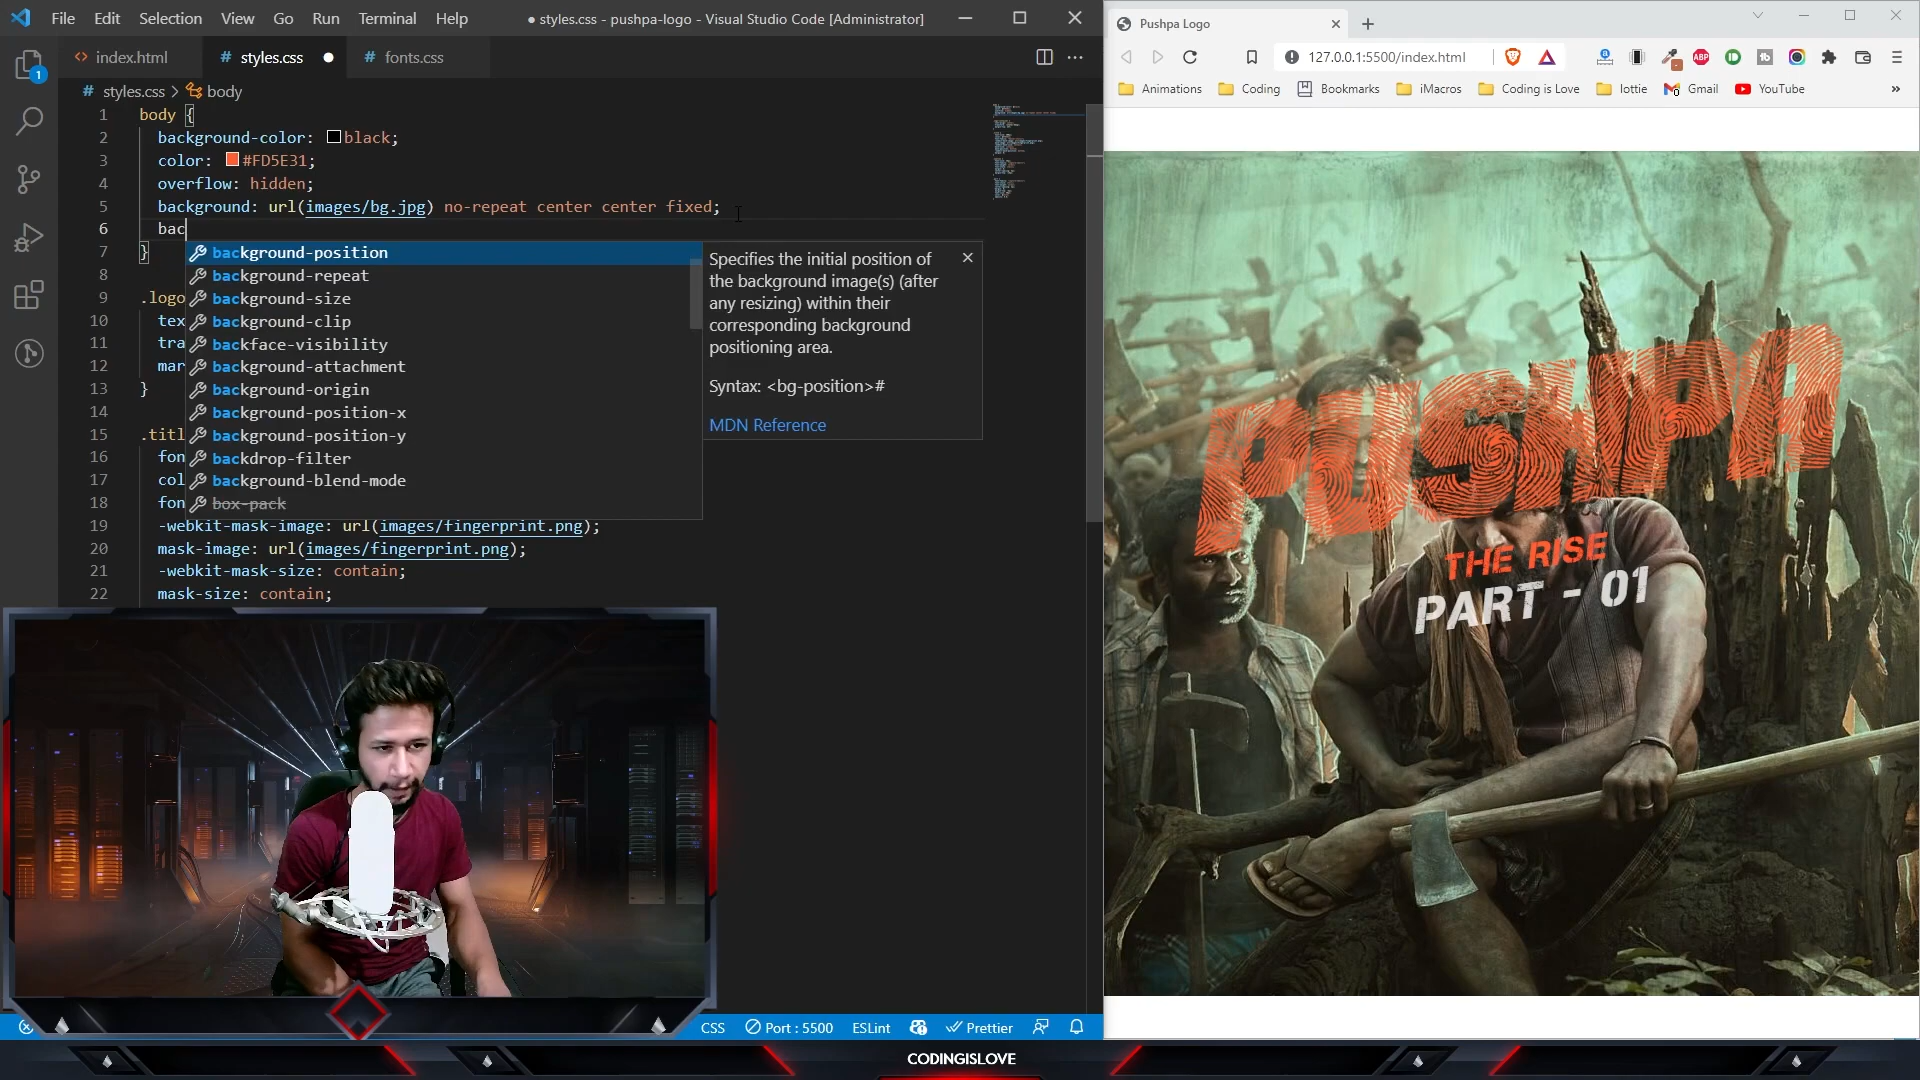 File Edit Selection View Go Run Terminal Help
● styles.css - pushpa-logo - Visual Studio Code [Administrator]
index.html
# styles.css ●
# fonts.css
1
# styles.css > body
1 body {
2 background-color: black;
3 color: #FD5E31;
4 overflow: hidden;
5 background: url(images/bg.jpg) no-repeat center center fixed;
6 bac
7 }
8
9 .logo
10 tex
11 tra
12 mar
13 }
14
15 .titl
16 fon
17 col
18 fon
19 -webkit-mask-image: url(images/fingerprint.png);
20 mask-image: url(images/fingerprint.png);
21 -webkit-mask-size: contain;
22 mask-size: contain;
background-position
background-repeat
background-size
background-clip
backface-visibility
background-attachment
background-origin
background-position-x
background-position-y
backdrop-filter
background-blend-mode
box-pack
Specifies the initial position of
the background image(s) (after
any resizing) within their
corresponding background
positioning area.
Syntax: <bg-position>#
MDN Reference
CSS Port : 5500 ESLint Prettier
Pushpa Logo
127.0.0.1:5500/index.html
ABP
Animations Coding Bookmarks iMacros Coding is Love lottie Gmail YouTube »
PUSHPA
THE RISE
PART - 01
CODINGISLOVE